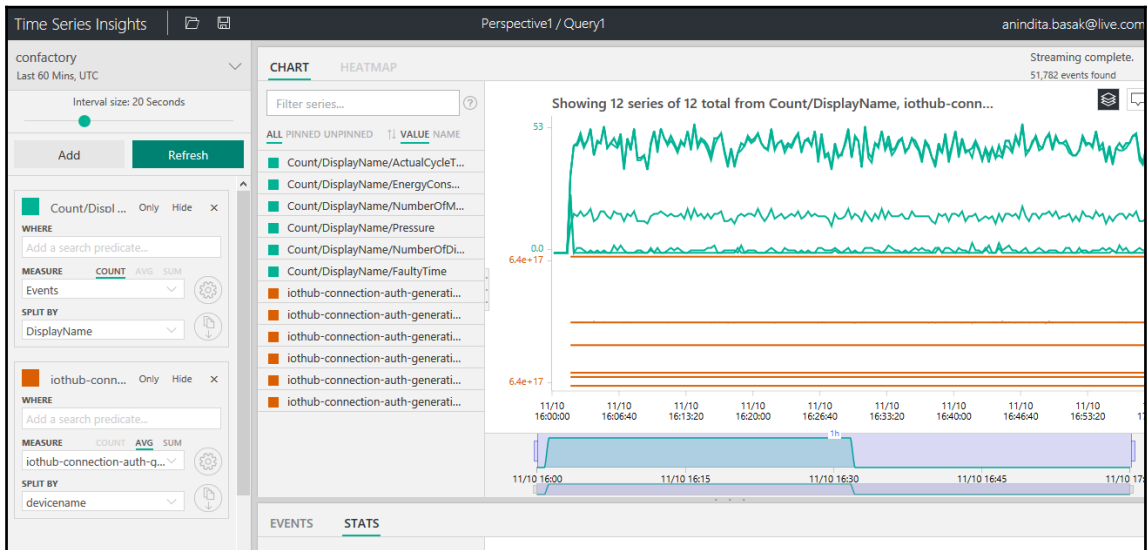 Time Series Insights
Perspective1 / Query1
anindita.basak@live.com
confactory
Last 60 Mins, UTC
Interval size: 20 Seconds
Add
Refresh
Count/Displ ...
Only
Hide
×
WHERE
Add a search predicate...
MEASURE
COUNT
AVG
SUM
Events
SPLIT BY
DisplayName
iothub-conn...
Only
Hide
×
WHERE
Add a search predicate...
MEASURE
COUNT
AVG
SUM
iothub-connection-auth-g...
SPLIT BY
devicename
CHART
HEATMAP
Streaming complete.
51,782 events found
Filter series...
?
ALL PINNED UNPINNED
VALUE NAME
Count/DisplayName/ActualCycleT...
Count/DisplayName/EnergyCons...
Count/DisplayName/NumberOfM...
Count/DisplayName/Pressure
Count/DisplayName/NumberOfDi...
Count/DisplayName/FaultyTime
iothub-connection-auth-generati...
iothub-connection-auth-generati...
iothub-connection-auth-generati...
iothub-connection-auth-generati...
iothub-connection-auth-generati...
iothub-connection-auth-generati...
Showing 12 series of 12 total from Count/DisplayName, iothub-conn...
53
0.0
6.4e+17
6.4e+17
11/10 16:00:00
11/10 16:06:40
11/10 16:13:20
11/10 16:20:00
11/10 16:26:40
11/10 16:33:20
11/10 16:40:00
11/10 16:46:40
11/10 16:53:20
1h
11/10 16:00
11/10 16:15
11/10 16:30
11/10 16:45
11/10 17:
EVENTS
STATS